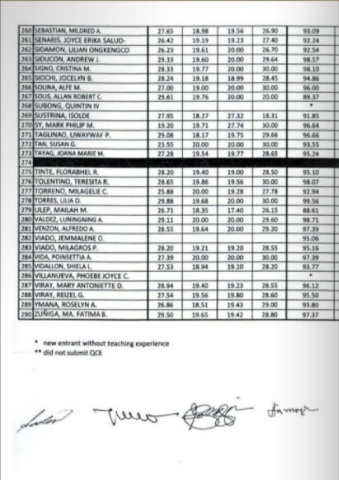 260 SEBASTIAN, MILDRED A. 27.65 18.98 19.56 26.90 93.09
261 SENARIS, JOYCE ERIKA SALUD- 26.42 19.19 19.23 27.40 92.24
262 SIDAMON, LILIAN ONGKENGCO 26.23 19.61 20.00 26.70 92.54
263 SIDUCON, ANDREW J. 29.33 19.60 20.00 29.64 98.57
264 SIGNO, CRISTINA M. 28.33 19.77 20.00 30.00 98.10
265 SIOCHI, JOCELYN B. 28.24 19.18 18.99 28.45 94.86
266 SOLINA, ALFE M. 27.00 19.00 20.00 30.00 96.00
267 SOLIS, ALLAN ROBERT C. 29.61 19.76 20.00 20.00 89.37
268 SUBONG, QUINTIN IV *
269 SUSTRINA, ISOLDE 27.95 18.27 27.32 18.31 91.85
270 SY, MARK PHILIP M. 19.20 19.71 27.74 30.00 96.64
271 TAGLINAO, LIWAYWAY P. 29.08 18.17 19.75 29.66 96.66
272 TAN, SUSAN G. 23.55 20.00 20.00 30.00 93.55
273 TAYAG, JOANA MARIE M. 27.28 19.54 19.77 28.65 95.24
274
275 TINTE, FLORABHEL R. 28.20 19.40 19.00 28.50 95.10
276 TOLENTINO, TERESITA R. 28.65 19.86 19.56 30.00 98.07
277 TORRENO, MILAGELIE C. 25.88 20.00 19.28 27.78 92.94
278 TORRES, LILIA O. 29.88 19.68 20.00 30.00 99.56
279 ULEP, MAILAH M. 26.71 18.35 17.40 26.15 88.61
280 VALDEZ, LUNINGNING A. 29.11 20.00 20.00 29.60 98.71
281 VENZON, ALFREDO A. 28.55 19.64 20.00 29.20 97.39
282 VIADO, JEMMALENE O. 95.06
283 VIADO, MILAGROS P. 28.20 19.21 19.20 28.55 95.16
284 VIDA, POINSETTIA A. 27.39 20.00 20.00 30.00 97.39
285 VIDALLON, SHIELA L. 27.53 18.94 19.10 28.20 93.77
286 VILLANUEVA, PHOEBE JOYCE C. *
287 VIRAY, MARY ANTONIETTE D. 28.94 19.40 19.23 28.55 96.12
288 VIRAY, REIZEL G. 27.54 19.56 19.80 28.60 95.50
289 YMANA, ROSELYN A. 26.86 18.51 19.43 29.00 93.80
290 ZUÑIGA, MA. FATIMA B. 29.50 19.65 19.42 28.80 97.37
* new entrant without teaching experience
** did not submit QCE